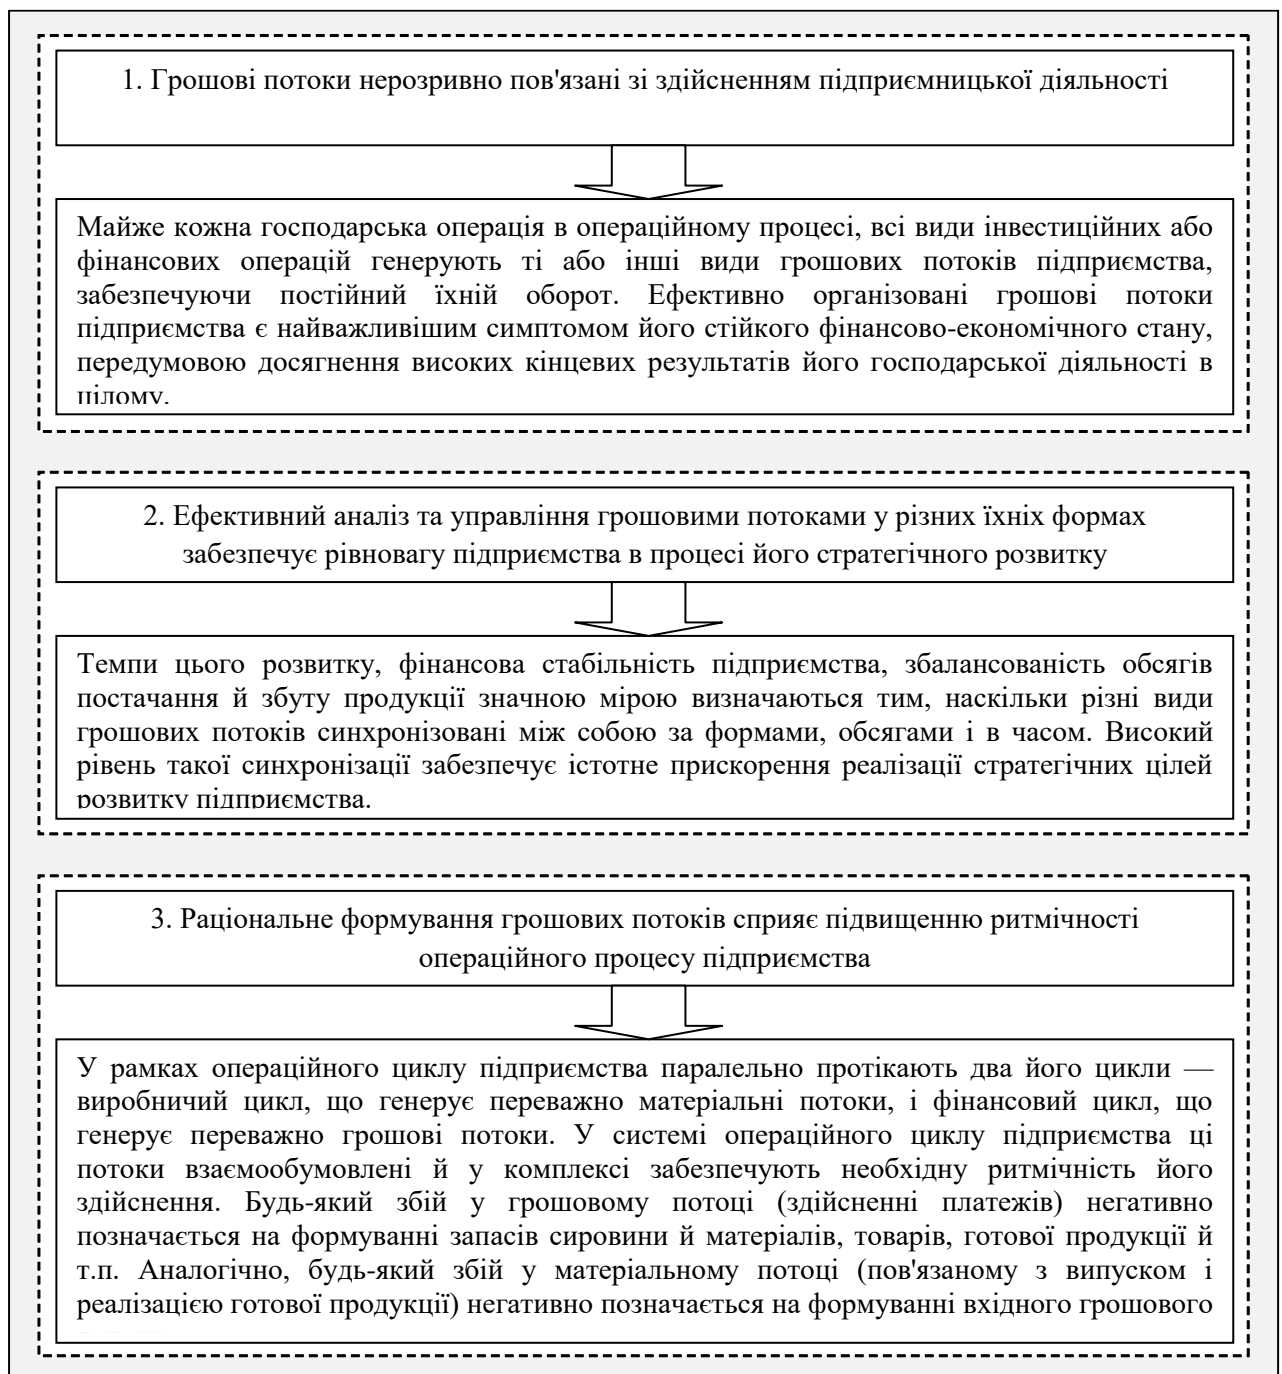 1. Грошові потоки нерозривно пов'язані зі здійсненням підприємницької діяльності
Майже кожна господарська операція в операційному процесі, всі види інвестиційних або
фінансових операцій генерують ті або інші види грошових потоків підприємства,
забезпечуючи постійний їхній оборот. Ефективно організовані грошові потоки
підприємства є найважливішим симптомом його стійкого фінансово-економічного стану,
передумовою досягнення високих кінцевих результатів його господарської діяльності в
цілому.
2. Ефективний аналіз та управління грошовими потоками у різних їхніх формах
забезпечує рівновагу підприємства в процесі його стратегічного розвитку
Темпи цього розвитку, фінансова стабільність підприємства, збалансованість обсягів
постачання й збуту продукції значною мірою визначаються тим, наскільки різні види
грошових потоків синхронізовані між собою за формами, обсягами і в часом. Високий
рівень такої синхронізації забезпечує істотне прискорення реалізації стратегічних цілей
розвитку підприємства.
3. Раціональне формування грошових потоків сприяє підвищенню ритмічності
операційного процесу підприємства
У рамках операційного циклу підприємства паралельно протікають два його цикли —
виробничий цикл, що генерує переважно матеріальні потоки, і фінансовий цикл, що
генерує переважно грошові потоки. У системі операційного циклу підприємства ці
потоки взаємообумовлені й у комплексі забезпечують необхідну ритмічність його
здійснення. Будь-який збій у грошовому потоці (здійсненні платежів) негативно
позначається на формуванні запасів сировини й матеріалів, товарів, готової продукції й
т.п. Аналогічно, будь-який збій у матеріальному потоці (пов'язаному з випуском і
реалізацією готової продукції) негативно позначається на формуванні вхідного грошового